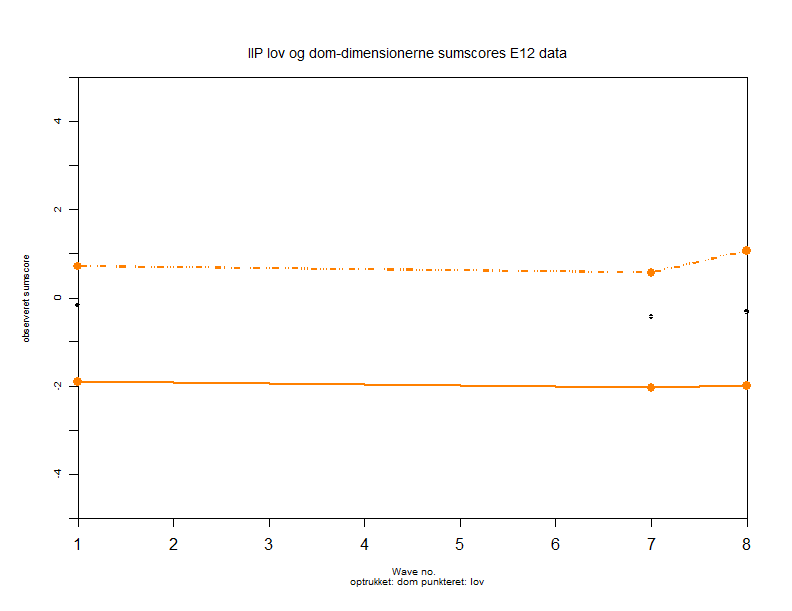 IIP lov og dom-dimensionerne sumscores E12 data
observeret sumscore
4
2
0
-2
-4
1 2 3 4 5 6 7 8
Wave no.
optrukket: dom punkteret: lov